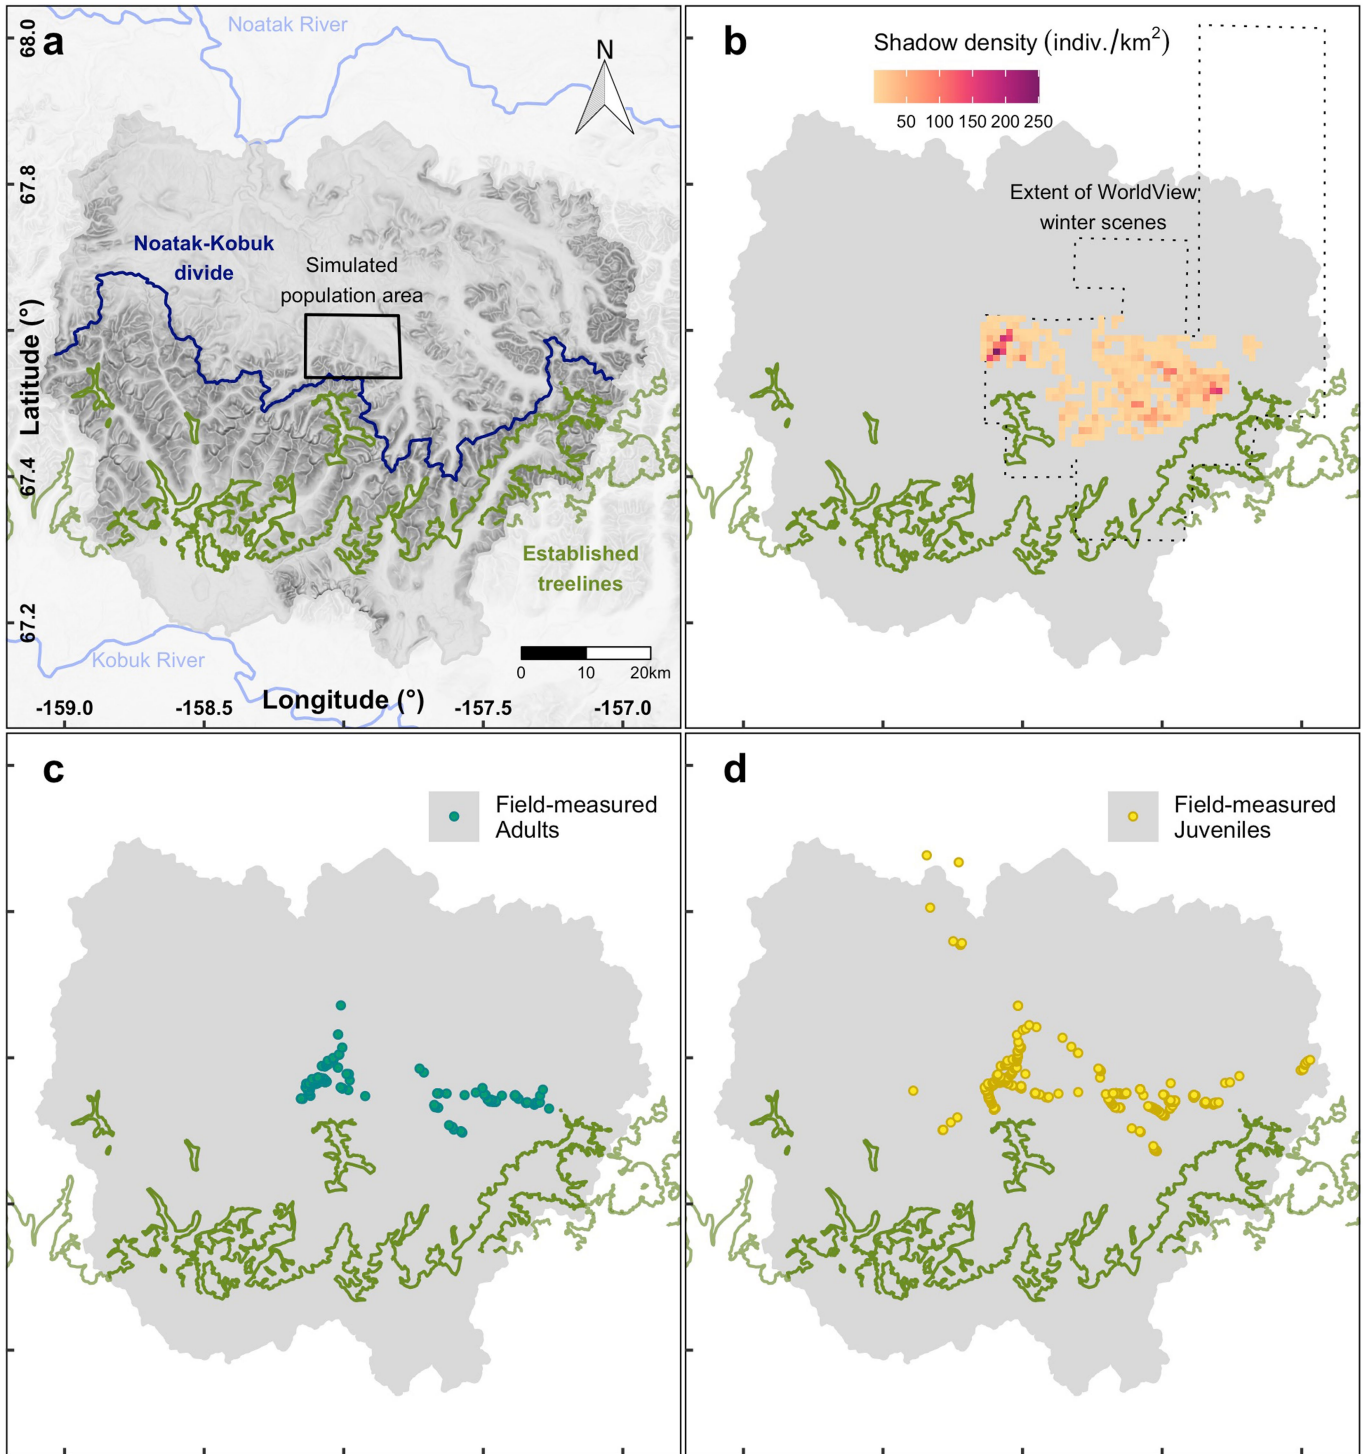 a
Noatak River
N
68.0
67.8
67.4
67.2
Latitude (°)
Noatak-Kobuk
divide
Simulated
population area
Established
treelines
Kobuk River
0 10 20km
Longitude (°)
-159.0 -158.5 -157.5 -157.0
b
Shadow density (indiv./km²)
50 100 150 200 250
Extent of WorldView
winter scenes
c
Field-measured
Adults
d
Field-measured
Juveniles